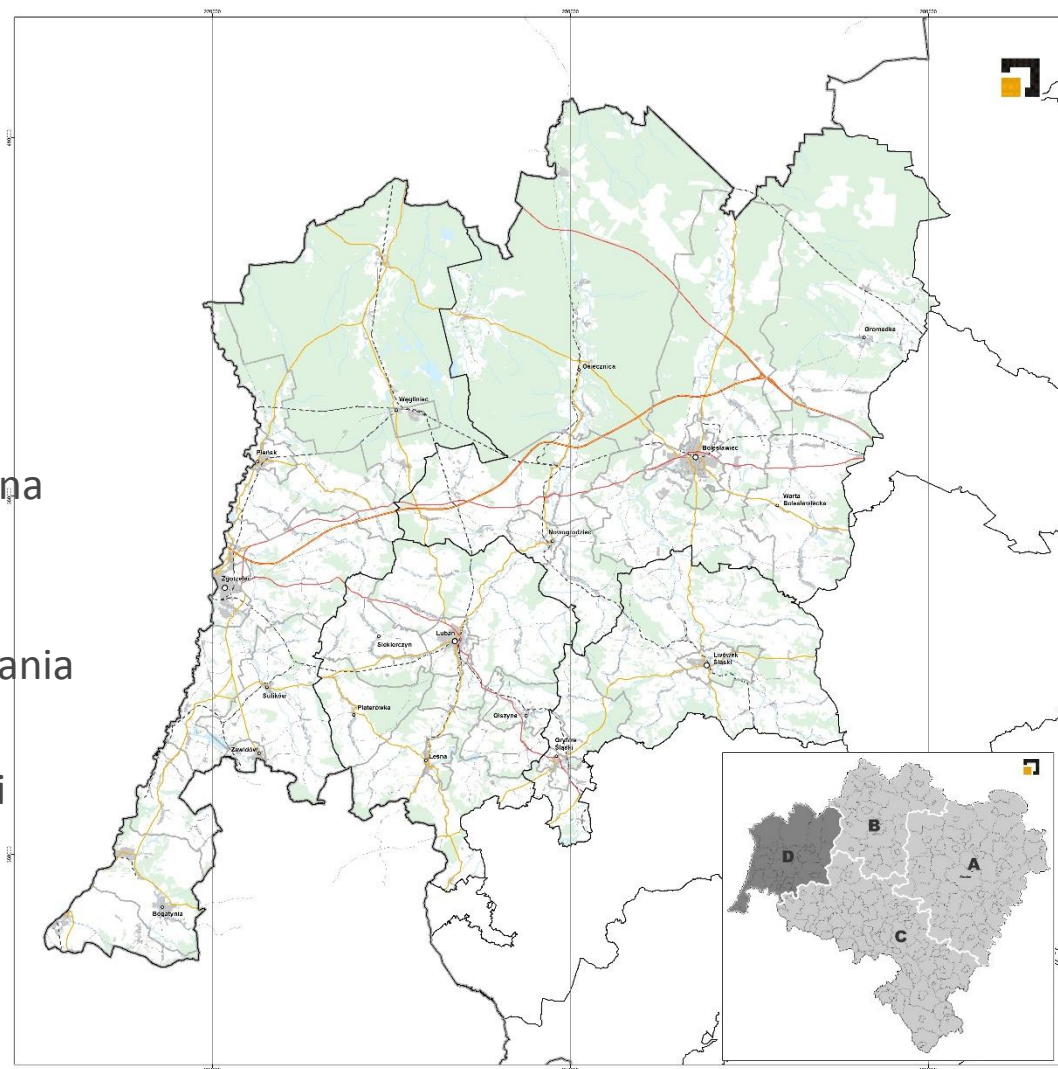 Gromadka
Osiecznica
Węgliniec
Pieńsk
Bolesławiec
na
Warta
Bolesławiecka
Nowogrodziec
Zgorzelec
Siekierczyn
Lubań
Lwówek
Śląski
ania
Sulików
Platerówka
Olszyna
Zawidów
Leśna
Gryfów
Śląski
i
Bogatynia
B
D
A
C